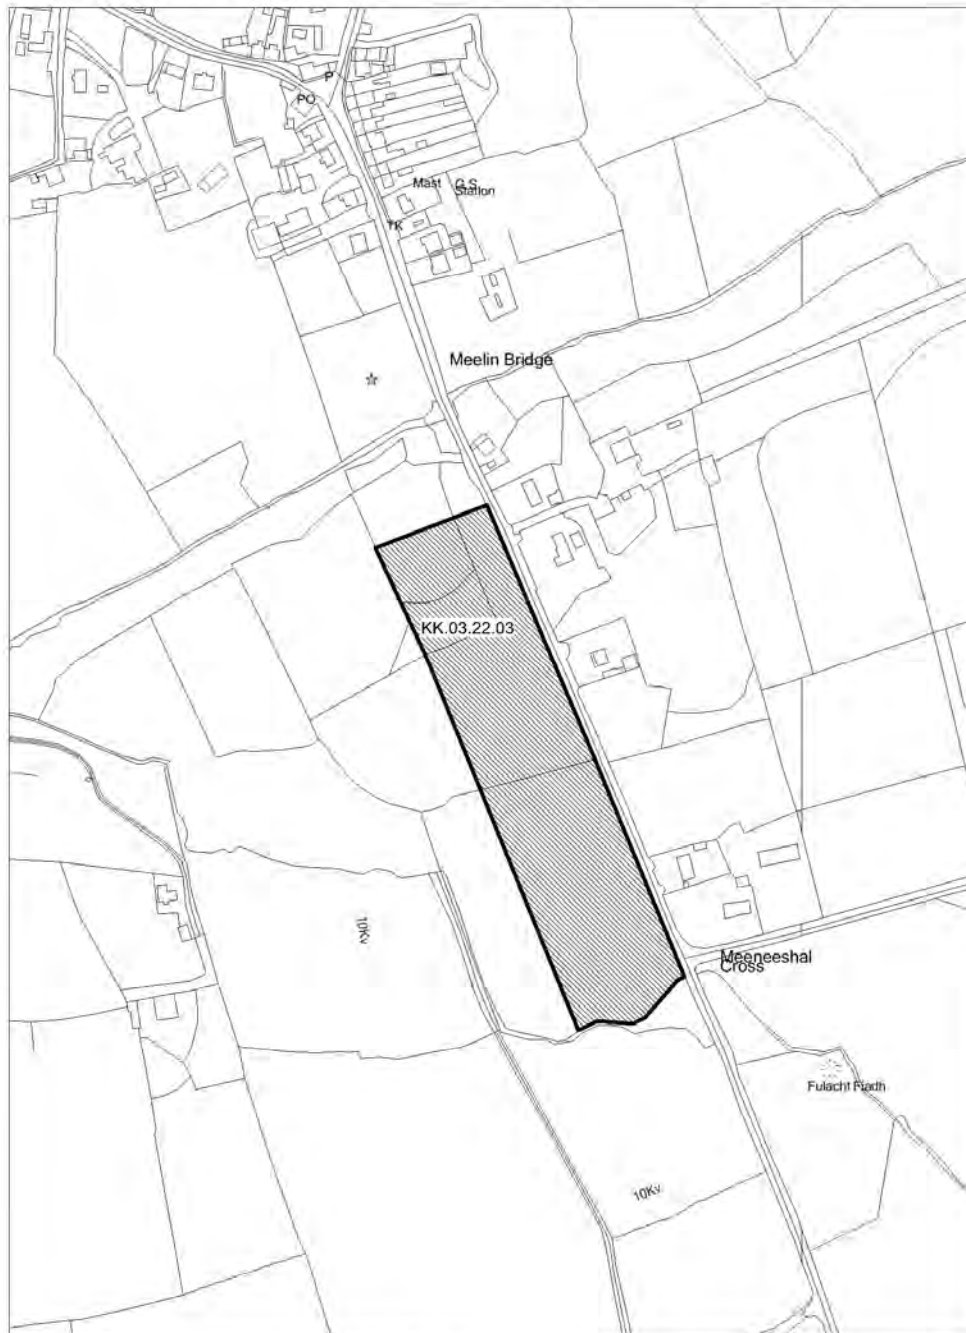 P
PO
Mast G.S.
Station
TK
Meelin Bridge
KK.03.22.03
10Kv
Meeneeshal
Cross
Fulacht Fiadh
10Kv